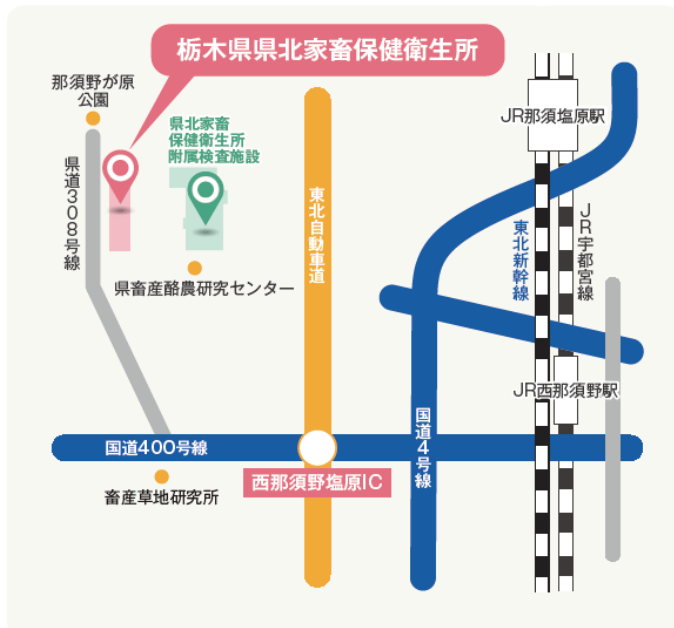 栃木県県北家畜保健衛生所
那須野が原
公園
県北家畜
保健衛生所
附属検査施設
県道308号線
県畜産酪農研究センター
東北自動車道
JR那須塩原駅
東北新幹線
JR宇都宮線
JR西那須野駅
国道4号線
国道400号線
西那須野塩原IC
畜産草地研究所